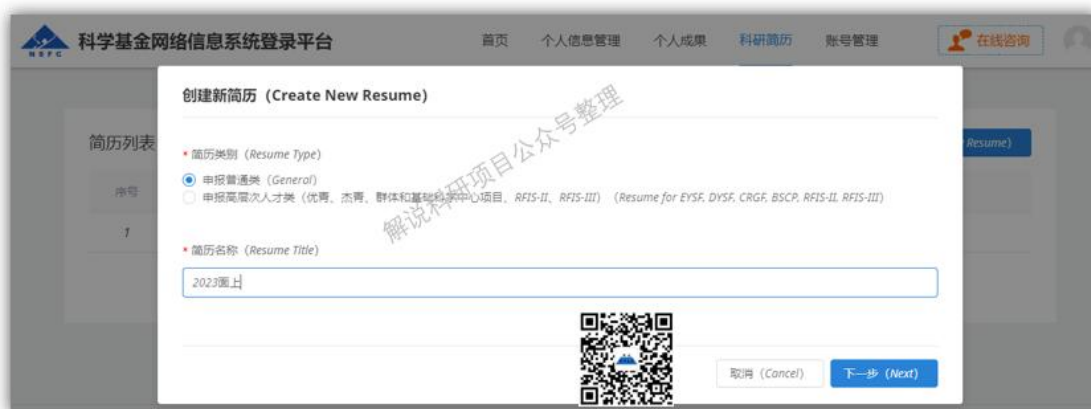 NSFC
科学基金网络信息系统登录平台
首页 个人信息管理 个人成果 科研简历 账号管理 在线咨询
创建新简历（Create New Resume）
简历列表
Resume）
* 简历类别（Resume Type）
申报普通类（General）
序号
申报高层次人才类（优青、杰青、群体和基础科学中心项目、RFIS-II、RFIS-III）（Resume for EYSF, DYSF, CRGF, BSCP, RFIS-II, RFIS-III）
1
* 简历名称（Resume Title）
2023面上
取消（Cancel） 下一步（Next）
解说科研项目公众号整理